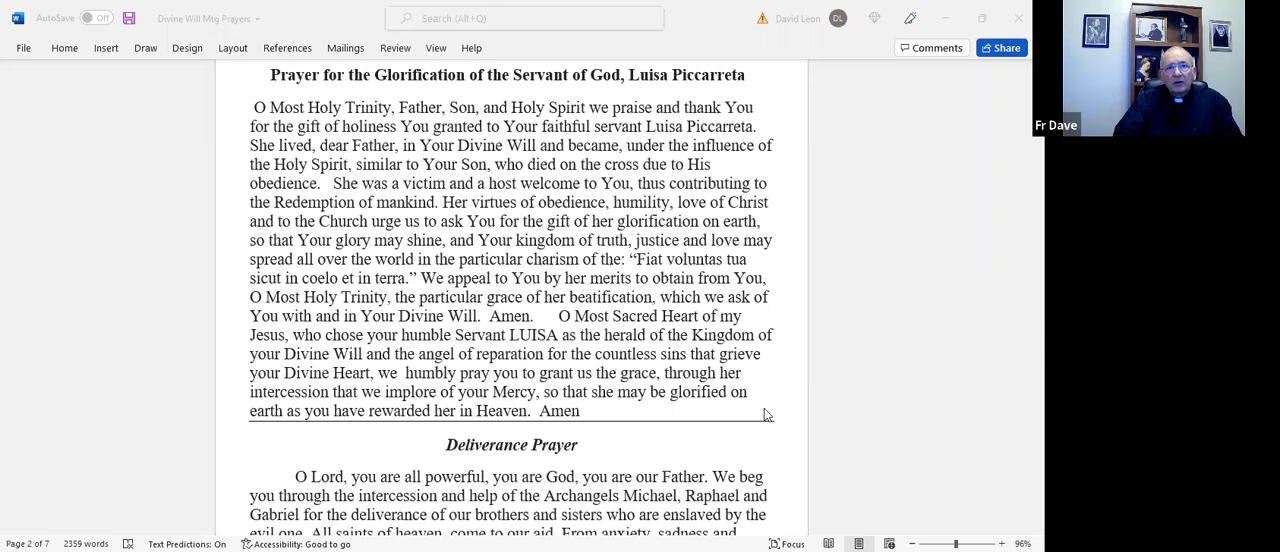 AutoSave Off Divine Will Mtg Prayers Search (Alt+Q) David Leon DL
File Home Insert Draw Design Layout References Mailings Review View Help Comments Share
Prayer for the Glorification of the Servant of God, Luisa Piccarreta
O Most Holy Trinity, Father, Son, and Holy Spirit we praise and thank You
for the gift of holiness You granted to Your faithful servant Luisa Piccarreta.
She lived, dear Father, in Your Divine Will and became, under the influence of
the Holy Spirit, similar to Your Son, who died on the cross due to His
obedience. She was a victim and a host welcome to You, thus contributing to
the Redemption of mankind. Her virtues of obedience, humility, love of Christ
and to the Church urge us to ask You for the gift of her glorification on earth,
so that Your glory may shine, and Your kingdom of truth, justice and love may
spread all over the world in the particular charism of the: “Fiat voluntas tua
sicut in coelo et in terra.” We appeal to You by her merits to obtain from You,
O Most Holy Trinity, the particular grace of her beatification, which we ask of
You with and in Your Divine Will. Amen. O Most Sacred Heart of my
Jesus, who chose your humble Servant LUISA as the herald of the Kingdom of
your Divine Will and the angel of reparation for the countless sins that grieve
your Divine Heart, we humbly pray you to grant us the grace, through her
intercession that we implore of your Mercy, so that she may be glorified on
earth as you have rewarded her in Heaven. Amen
Deliverance Prayer
O Lord, you are all powerful, you are God, you are our Father. We beg
you through the intercession and help of the Archangels Michael, Raphael and
Gabriel for the deliverance of our brothers and sisters who are enslaved by the
evil one. All saints of heaven, come to our aid. From anxiety, sadness and
Page 2 of 7 2359 words Text Predictions: On Accessibility: Good to go Focus 96%
Fr Dave